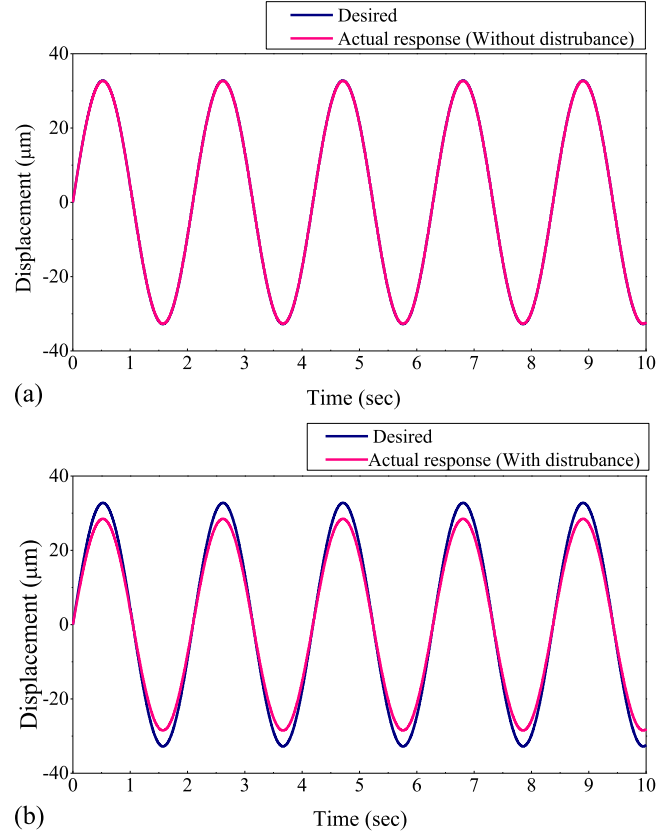 Desired
Actual response (Without distrubance)
40
20
0
-20
-40
Displacement (μm)
0 1 2 3 4 5 6 7 8 9 10
Time (sec)
(a)
Desired
Actual response (With distrubance)
40
20
0
-20
-40
Displacement (μm)
0 1 2 3 4 5 6 7 8 9 10
Time (sec)
(b)